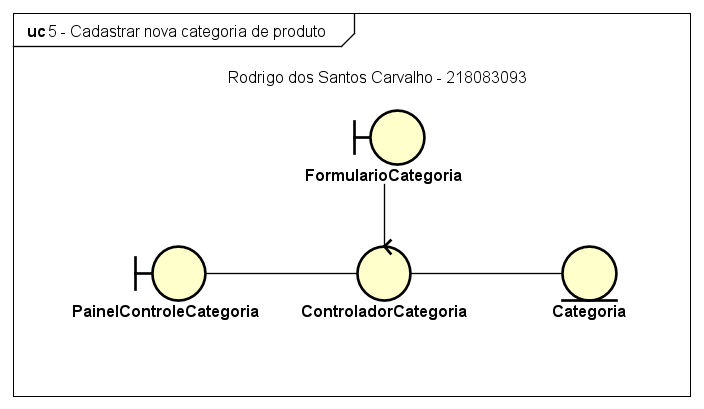 uc 5 - Cadastrar nova categoria de produto
Rodrigo dos Santos Carvalho - 218083093
FormularioCategoria
PainelControleCategoria ControladorCategoria Categoria